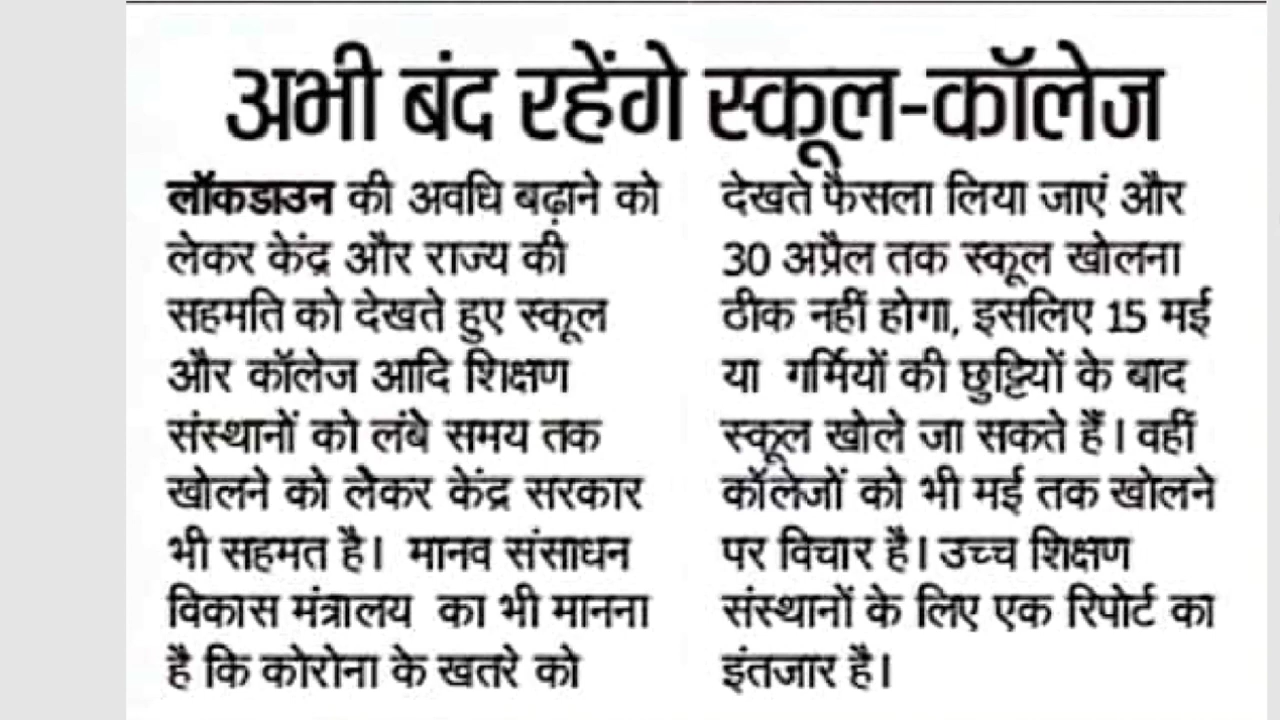 अभी बंद रहेंगे स्कूल-कॉलेज
लॉकडाउन की अवधि बढ़ाने को
लेकर केंद्र और राज्य की
सहमति को देखते हुए स्कूल
और कॉलेज आदि शिक्षण
संस्थानों को लंबे समय तक
खोलने को लेकर केंद्र सरकार
भी सहमत है। मानव संसाधन
विकास मंत्रालय का भी मानना
है कि कोरोना के खतरे को
देखते फैसला लिया जाएं और
30 अप्रैल तक स्कूल खोलना
ठीक नहीं होगा, इसलिए 15 मई
या गर्मियों की छुट्टियों के बाद
स्कूल खोले जा सकते हैं। वहीं
कॉलेजों को भी मई तक खोलने
पर विचार है। उच्च शिक्षण
संस्थानों के लिए एक रिपोर्ट का
इंतजार है।